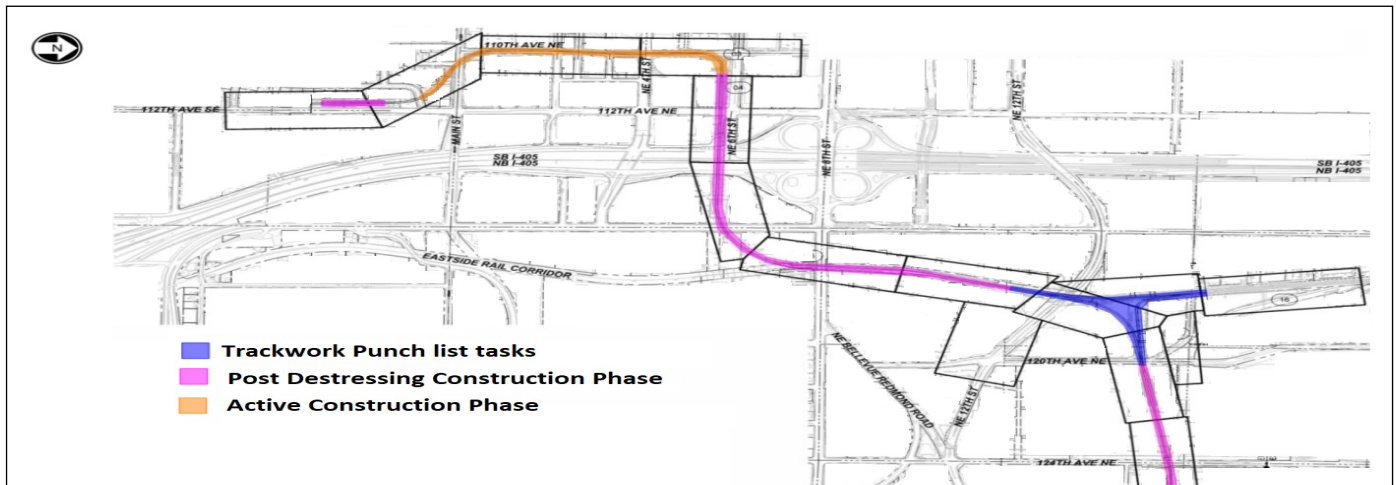 N
110TH AVE NE
03
NE 4TH ST
04
112TH AVE SE
112TH AVE NE
NE 12TH ST
MAIN ST
NE 6TH ST
NE 8TH ST
SB I-405
NB I-405
SB I-405
NB I-405
EASTSIDE RAIL CORRIDOR
16
Trackwork Punch list tasks
Post Destressing Construction Phase
Active Construction Phase
NE BELLEVUE REDMOND ROAD
120TH AVE NE
NE 12TH ST
124TH AVE NE